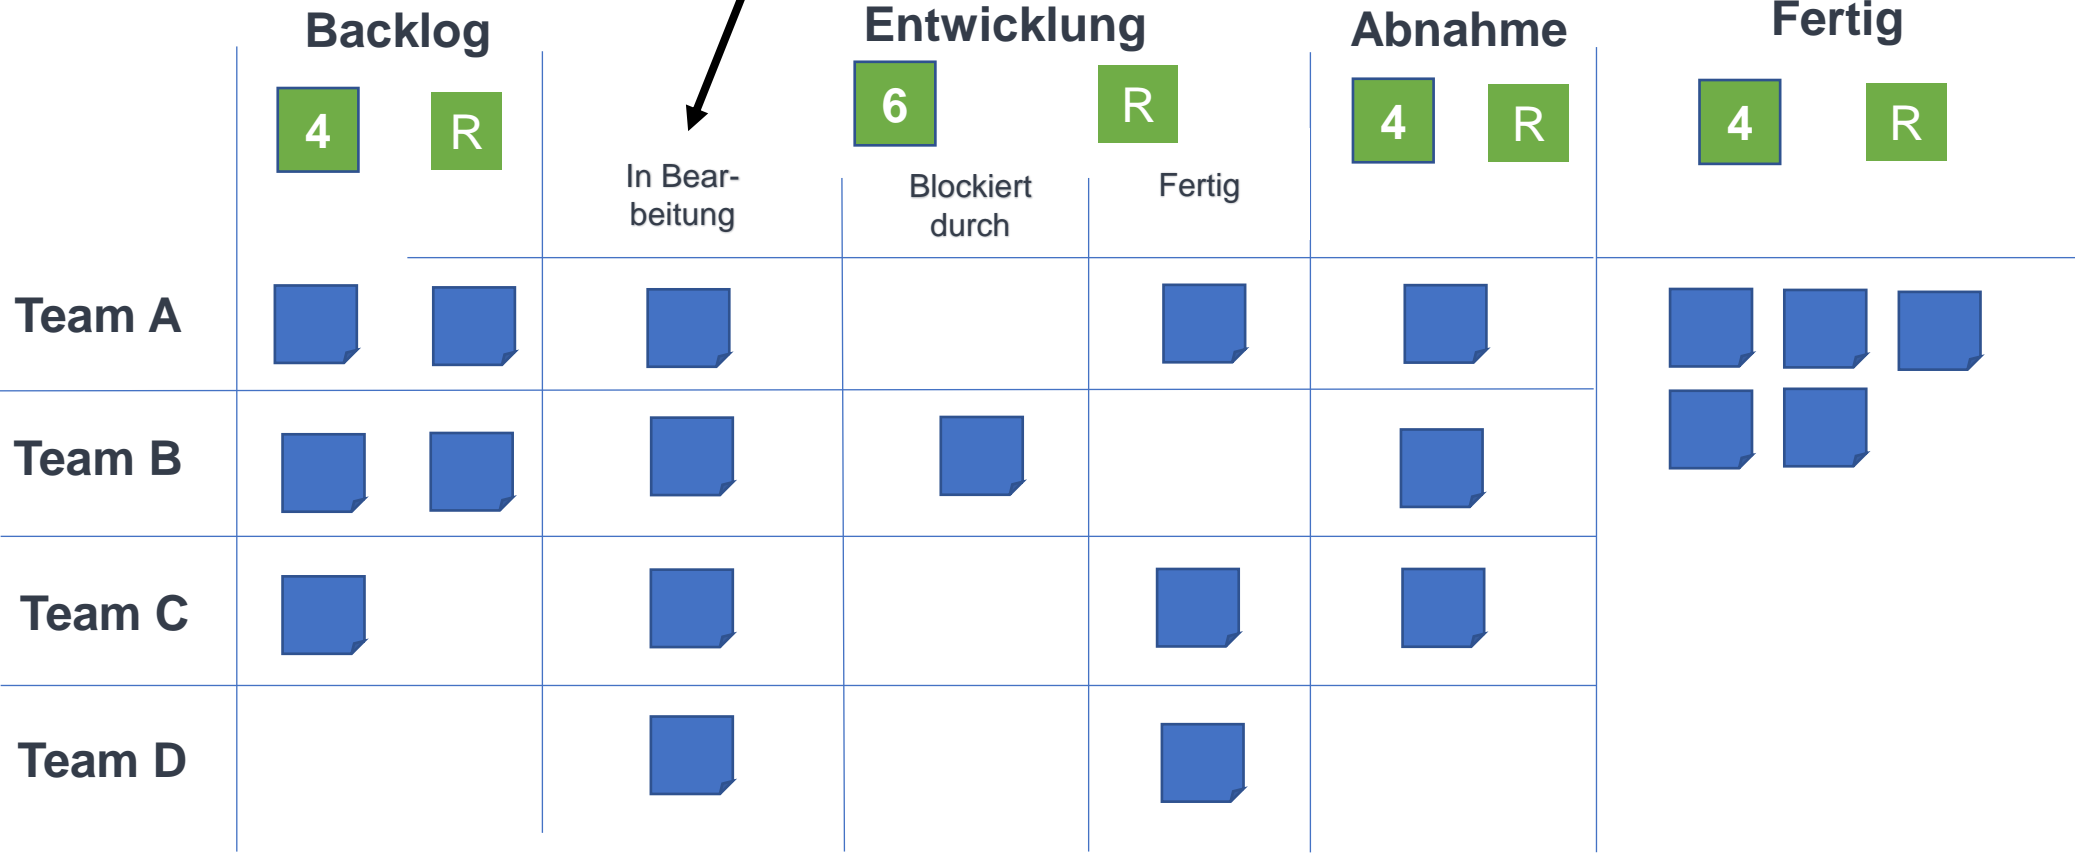 Backlog
Entwicklung
Abnahme
Fertig
4
R
6
R
4
R
4
R
In Bear-
beitung
Blockiert
durch
Fertig
Team A
Team B
Team C
Team D